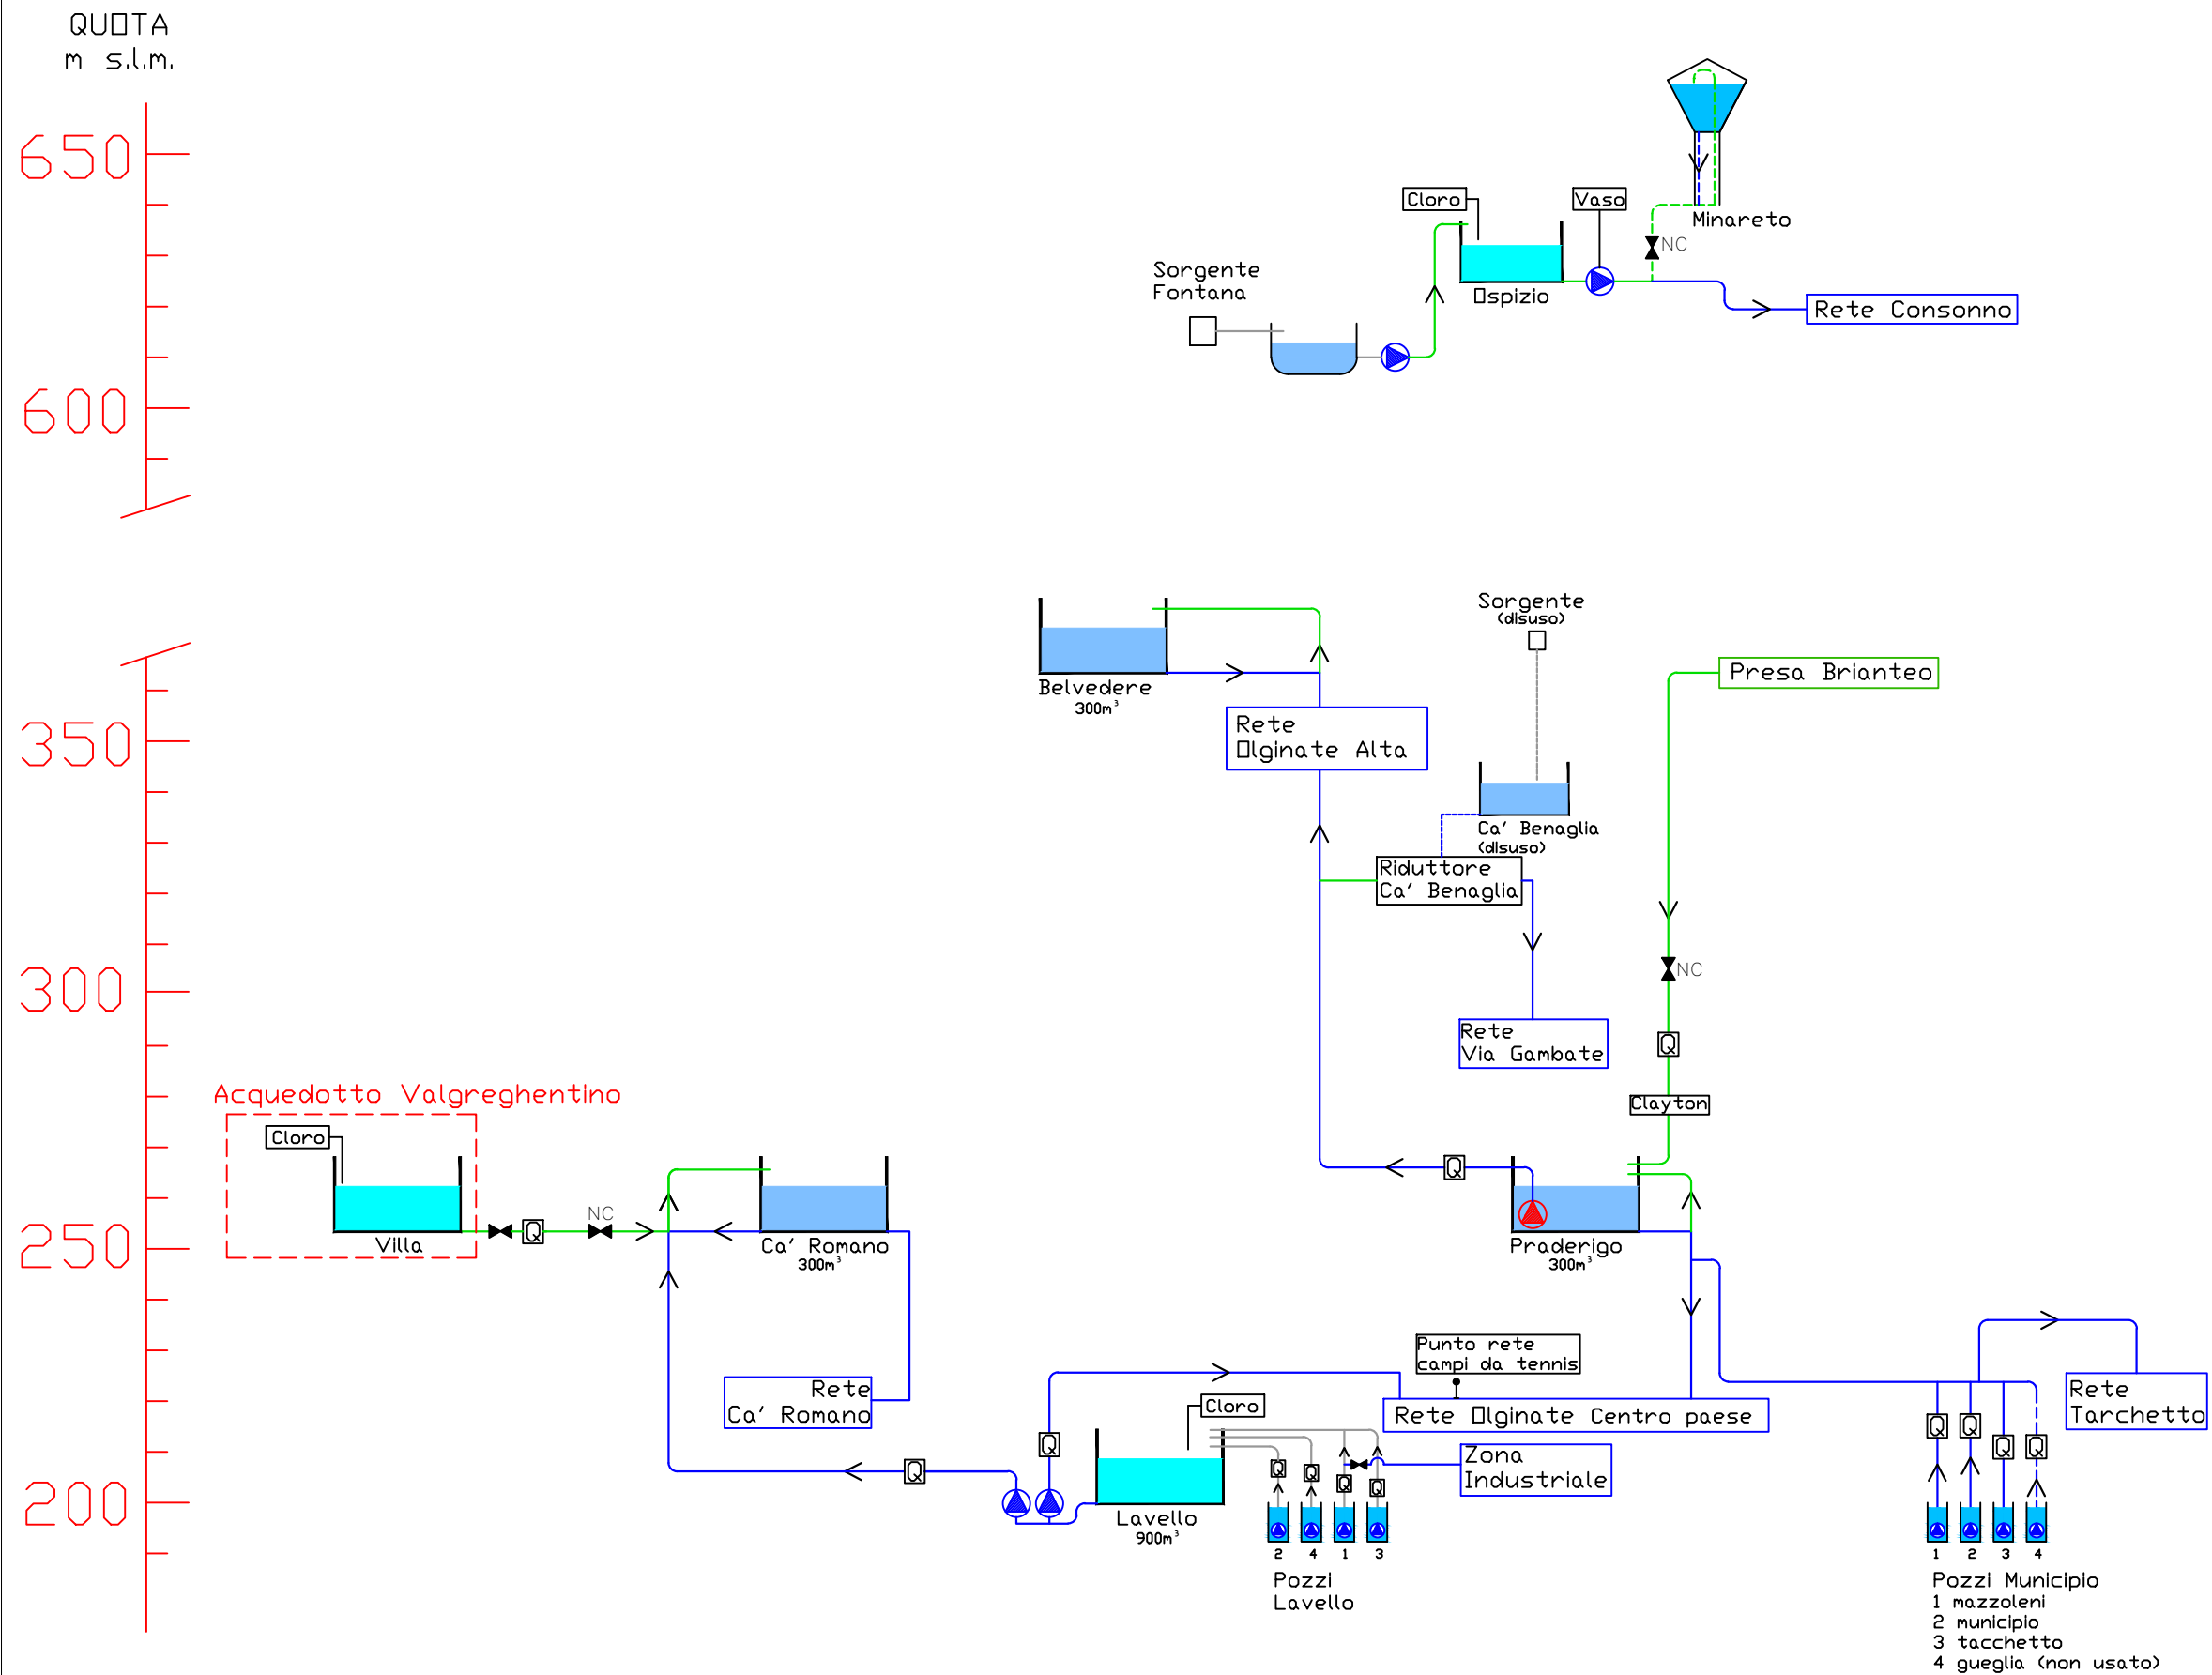 QUOTA
m s.l.m.
650
600
350
300
250
200
Minareto
NC
Cloro
Vaso
Ospizio
Sorgente
Fontana
Rete Consonno
Belvedere
300m³
Rete
Olginate Alta
Sorgente
(disuso)
Ca' Benaglia
(disuso)
Riduttore
Ca' Benaglia
Presa Brianteo
NC
Q
Clayton
Rete
Via Gambate
Acquedotto Valgreghentino
Cloro
Villa
Q
NC
Ca' Romano
300m³
Q
Praderigo
300m³
Rete
Ca' Romano
Q
Q
Cloro
Lavello
900m³
Punto rete
campi da tennis
Rete Olginate Centro paese
Zona
Industriale
Q Q Q Q
2 4 1 3
Pozzi
Lavello
Rete
Tarchetto
Q Q Q Q
1 2 3 4
Pozzi Municipio
1 mazzoleni
2 municipio
3 tacchetto
4 gueglia (non usato)